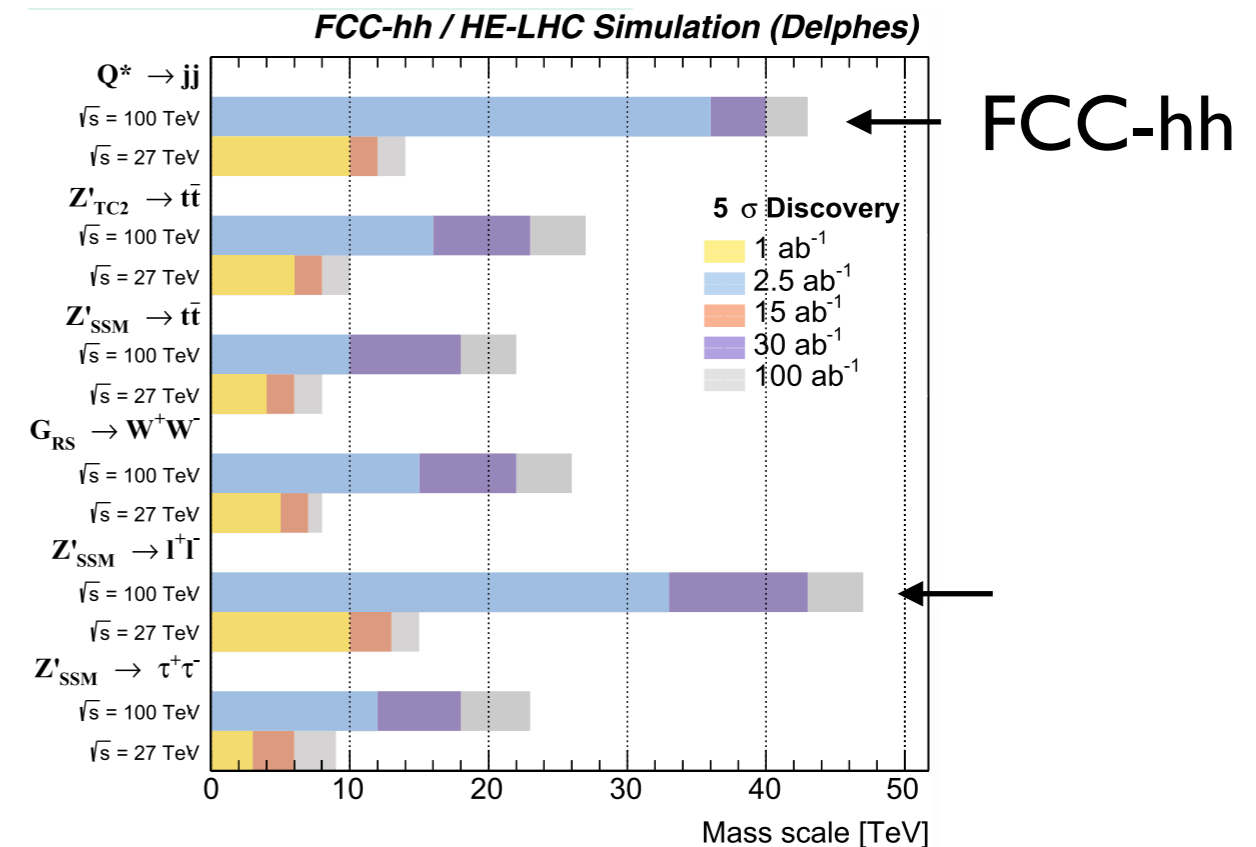 FCC-hh / HE-LHC Simulation (Delphes)
Q* → jj
√s = 100 TeV
√s = 27 TeV
Z'TC2 → tt̄
√s = 100 TeV
√s = 27 TeV
Z'SSM → tt̄
√s = 100 TeV
√s = 27 TeV
GRS → W⁺W⁻
√s = 100 TeV
√s = 27 TeV
Z'SSM → l⁺l⁻
√s = 100 TeV
√s = 27 TeV
Z'SSM → τ⁺τ⁻
√s = 100 TeV
√s = 27 TeV
5 σ Discovery
1 ab⁻¹
2.5 ab⁻¹
15 ab⁻¹
30 ab⁻¹
100 ab⁻¹
FCC-hh
0 10 20 30 40 50
Mass scale [TeV]